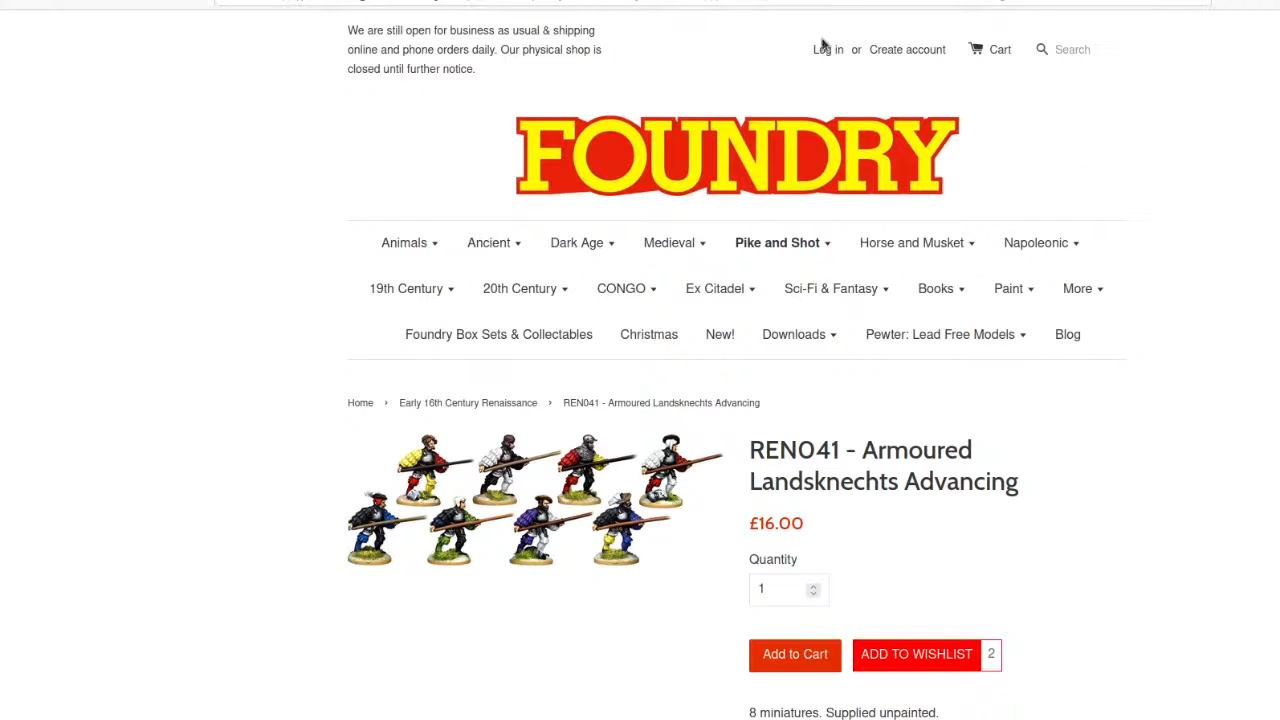 We are still open for business as usual & shipping
online and phone orders daily. Our physical shop is
closed until further notice.
Log in or Create account Cart Search
FOUNDRY
Animals Ancient Dark Age Medieval Pike and Shot Horse and Musket Napoleonic
19th Century 20th Century CONGO Ex Citadel Sci-Fi & Fantasy Books Paint More
Foundry Box Sets & Collectables Christmas New! Downloads Pewter: Lead Free Models Blog
Home › Early 16th Century Renaissance › REN041 - Armoured Landsknechts Advancing
REN041 - Armoured
Landsknechts Advancing
£16.00
Quantity
1
Add to Cart ADD TO WISHLIST 2
8 miniatures. Supplied unpainted.